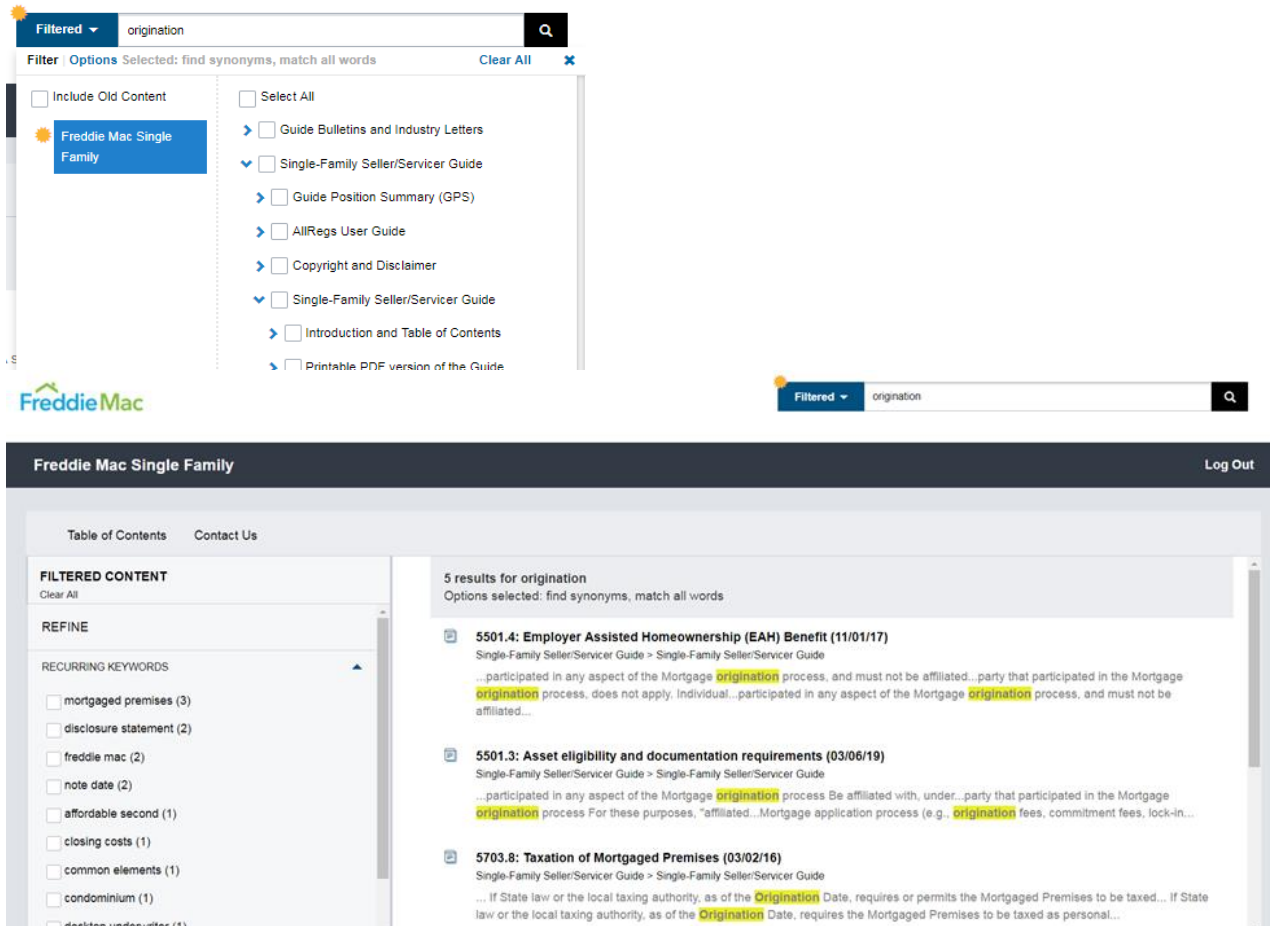 Filtered
origination
Filter | Options Selected: find synonyms, match all words
Clear All
Include Old Content
Select All
Freddie Mac Single
Family
Guide Bulletins and Industry Letters
Single-Family Seller/Servicer Guide
Guide Position Summary (GPS)
AllRegs User Guide
Copyright and Disclaimer
Single-Family Seller/Servicer Guide
Introduction and Table of Contents
Printable PDF version of the Guide
FreddieMac
Filtered
origination
Freddie Mac Single Family
Log Out
Table of Contents
Contact Us
FILTERED CONTENT
Clear All
REFINE
RECURRING KEYWORDS
mortgaged premises (3)
disclosure statement (2)
freddie mac (2)
note date (2)
affordable second (1)
closing costs (1)
common elements (1)
condominium (1)
desktop underwriter (1)
5 results for origination
Options selected: find synonyms, match all words
5501.4: Employer Assisted Homeownership (EAH) Benefit (11/01/17)
Single-Family Seller/Servicer Guide > Single-Family Seller/Servicer Guide
...participated in any aspect of the Mortgage origination process, and must not be affiliated...party that participated in the Mortgage
origination process, does not apply. Individual...participated in any aspect of the Mortgage origination process, and must not be
affiliated...
5501.3: Asset eligibility and documentation requirements (03/06/19)
Single-Family Seller/Servicer Guide > Single-Family Seller/Servicer Guide
...participated in any aspect of the Mortgage origination process Be affiliated with, under...party that participated in the Mortgage
origination process For these purposes, "affiliated...Mortgage application process (e.g., origination fees, commitment fees, lock-in...
5703.8: Taxation of Mortgaged Premises (03/02/16)
Single-Family Seller/Servicer Guide > Single-Family Seller/Servicer Guide
... If State law or the local taxing authority, as of the Origination Date, requires or permits the Mortgaged Premises to be taxed... If State
law or the local taxing authority, as of the Origination Date, requires the Mortgaged Premises to be taxed as personal...